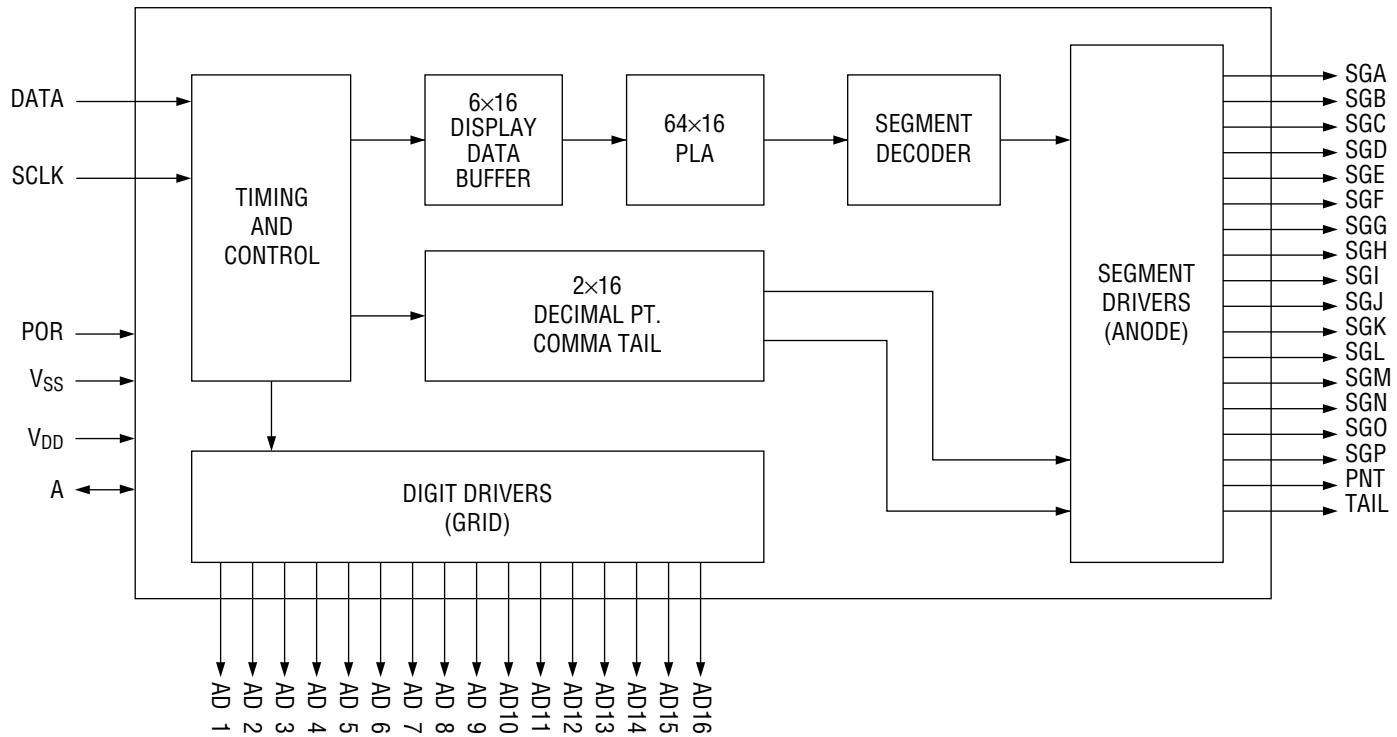 DATA
SCLK
POR
VSS
VDD
A
TIMING
AND
CONTROL
6×16
DISPLAY
DATA
BUFFER
64×16
PLA
SEGMENT
DECODER
2×16
DECIMAL PT.
COMMA TAIL
DIGIT DRIVERS
(GRID)
SEGMENT
DRIVERS
(ANODE)
SGA
SGB
SGC
SGD
SGE
SGF
SGG
SGH
SGI
SGJ
SGK
SGL
SGM
SGN
SGO
SGP
PNT
TAIL
AD 1
AD 2
AD 3
AD 4
AD 5
AD 6
AD 7
AD 8
AD 9
AD10
AD11
AD12
AD13
AD14
AD15
AD16